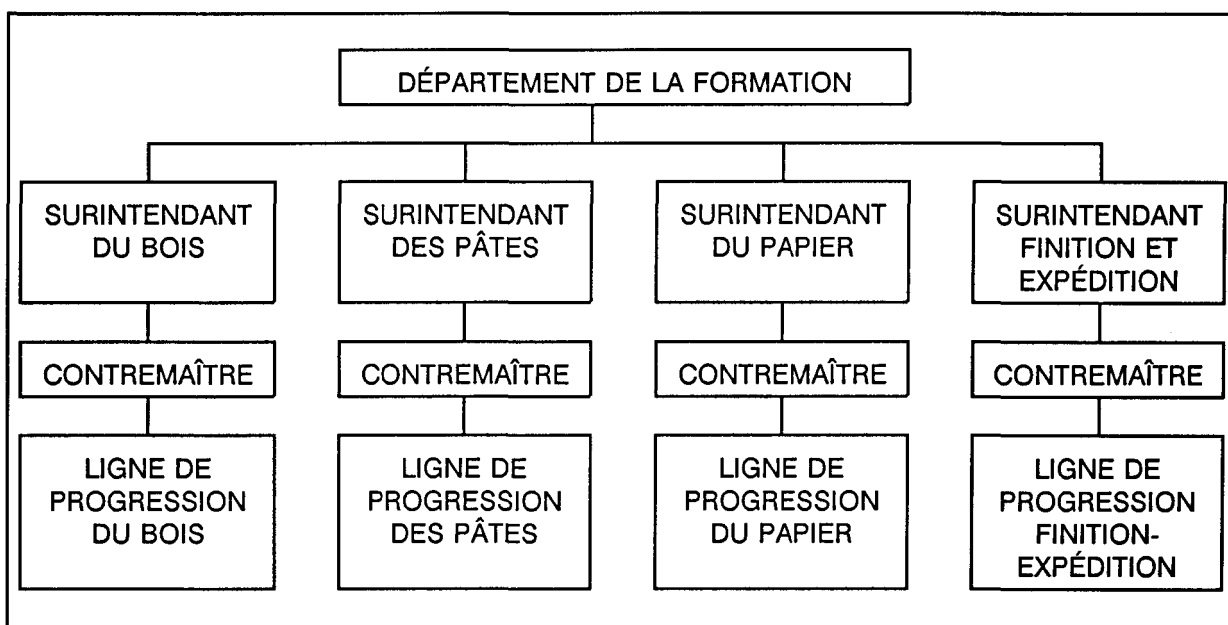 DÉPARTEMENT DE LA FORMATION
SURINTENDANT
DU BOIS
SURINTENDANT
DES PÂTES
SURINTENDANT
DU PAPIER
SURINTENDANT
FINITION ET
EXPÉDITION
CONTREMAÎTRE
CONTREMAÎTRE
CONTREMAÎTRE
CONTREMAÎTRE
LIGNE DE
PROGRESSION
DU BOIS
LIGNE DE
PROGRESSION
DES PÂTES
LIGNE DE
PROGRESSION
DU PAPIER
LIGNE DE
PROGRESSION
FINITION-
EXPÉDITION